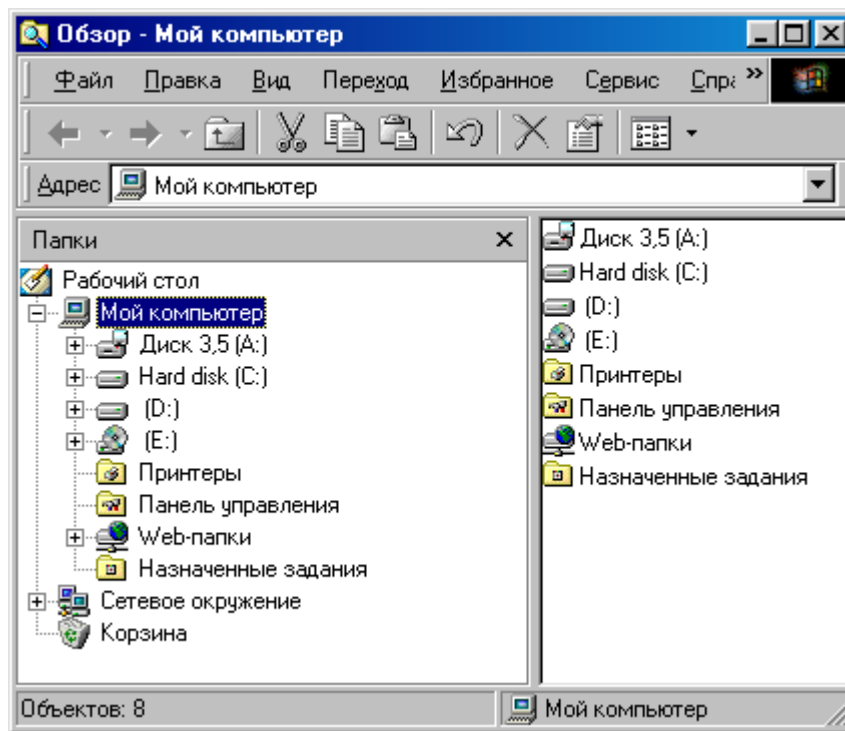 Обзор - Мой компьютер
Файл Правка Вид Переход Избранное Сервис Спра »
Адрес Мой компьютер
Папки
Рабочий стол
Мой компьютер
Диск 3,5 (A:)
Hard disk (C:)
(D:)
(E:)
Принтеры
Панель управления
Web-папки
Назначенные задания
Сетевое окружение
Корзина
Диск 3,5 (A:)
Hard disk (C:)
(D:)
(E:)
Принтеры
Панель управления
Web-папки
Назначенные задания
Объектов: 8
Мой компьютер